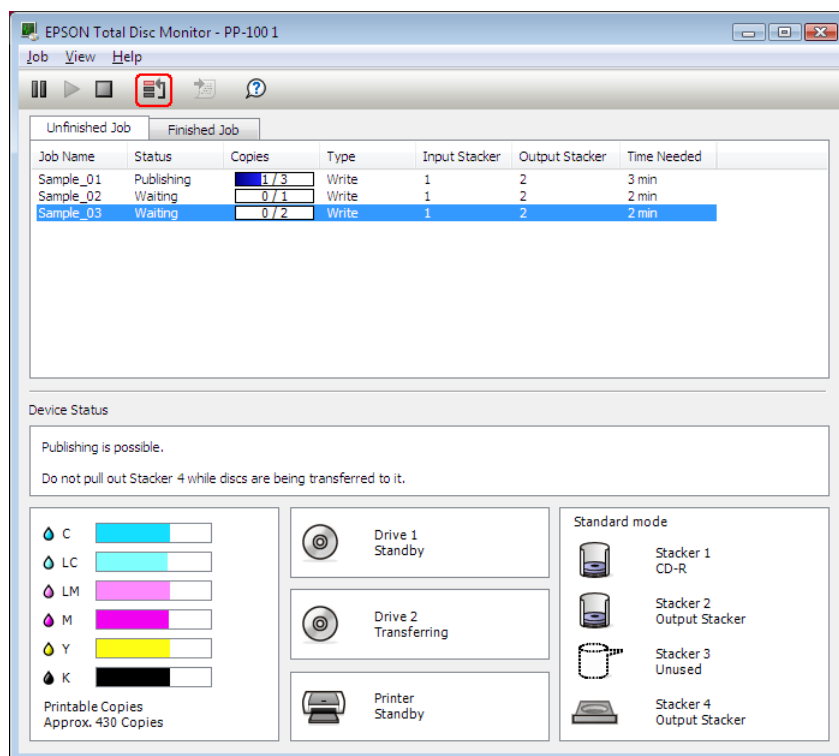 EPSON Total Disc Monitor - PP-100 1
Job View Help
Unfinished Job Finished Job
Job Name Status Copies Type Input Stacker Output Stacker Time Needed
Sample_01 Publishing 1 / 3 Write 1 2 3 min
Sample_02 Waiting 0 / 1 Write 1 2 2 min
Sample_03 Waiting 0 / 2 Write 1 2 2 min
Device Status
Publishing is possible.
Do not pull out Stacker 4 while discs are being transferred to it.
C
LC
LM
M
Y
K
Printable Copies
Approx. 430 Copies
Drive 1
Standby
Drive 2
Transferring
Printer
Standby
Standard mode
Stacker 1
CD-R
Stacker 2
Output Stacker
Stacker 3
Unused
Stacker 4
Output Stacker